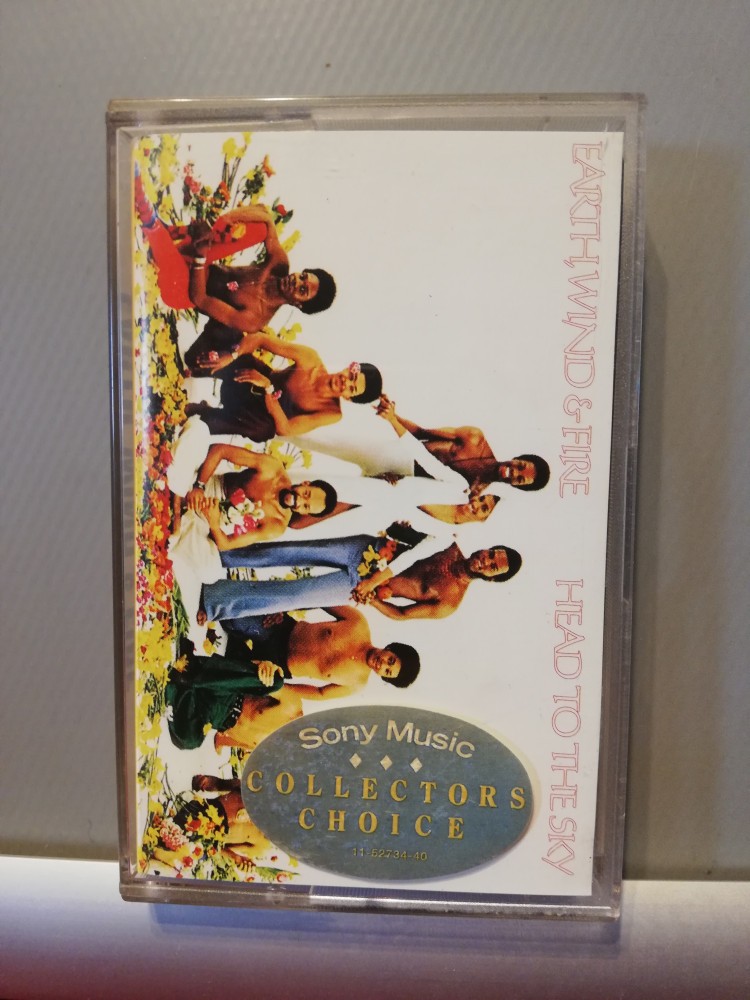 EARTH, WIND & FIRE HEAD TO THE SKY
Sony Music
COLLECTORS
CHOICE
11-52734-40